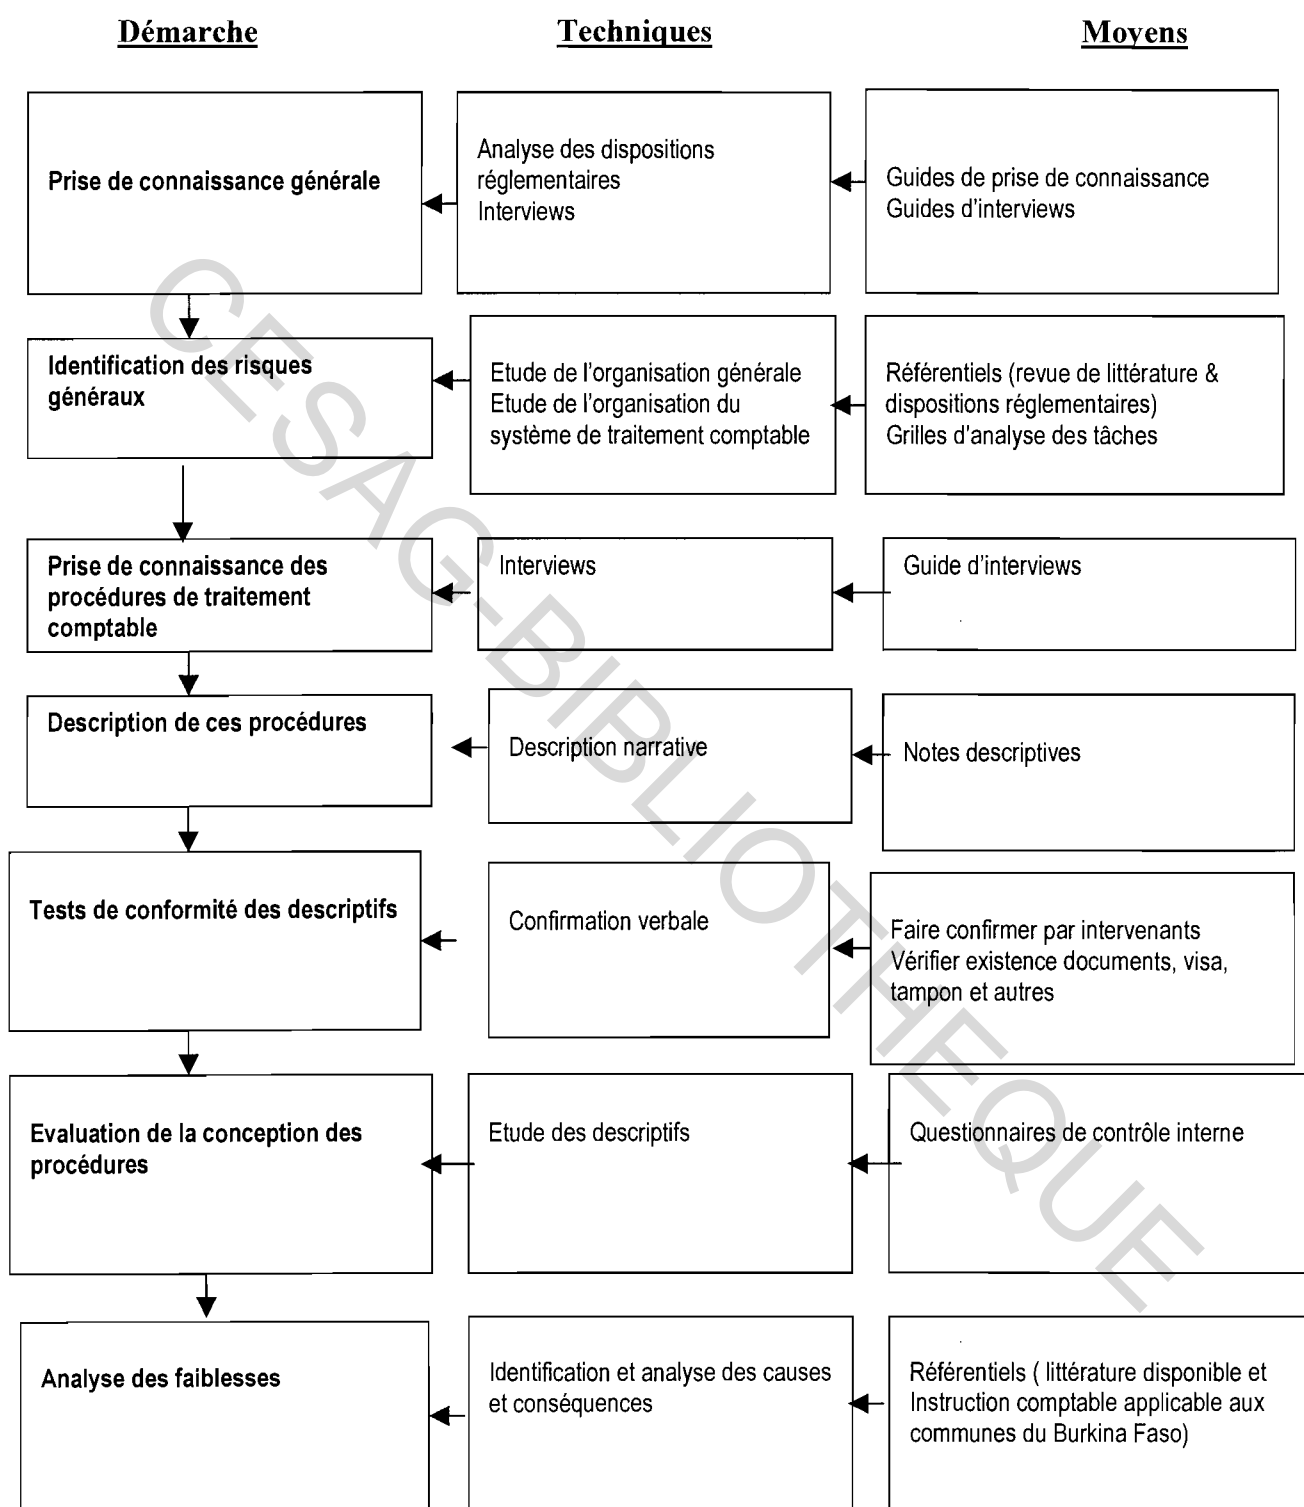 Démarche
Techniques
Moyens
Prise de connaissance générale
Analyse des dispositions
réglementaires
Interviews
Guides de prise de connaissance
Guides d'interviews
Identification des risques
généraux
Etude de l'organisation générale
Etude de l'organisation du
système de traitement comptable
Référentiels (revue de littérature &
dispositions réglementaires)
Grilles d'analyse des tâches
Prise de connaissance des
procédures de traitement
comptable
Interviews
Guide d'interviews
Description de ces procédures
Description narrative
Notes descriptives
Tests de conformité des descriptifs
Confirmation verbale
Faire confirmer par intervenants
Vérifier existence documents, visa,
tampon et autres
Evaluation de la conception des
procédures
Etude des descriptifs
Questionnaires de contrôle interne
Analyse des faiblesses
Identification et analyse des causes
et conséquences
Référentiels ( littérature disponible et
Instruction comptable applicable aux
communes du Burkina Faso)
CESAG-BIBLIOTHEQUE